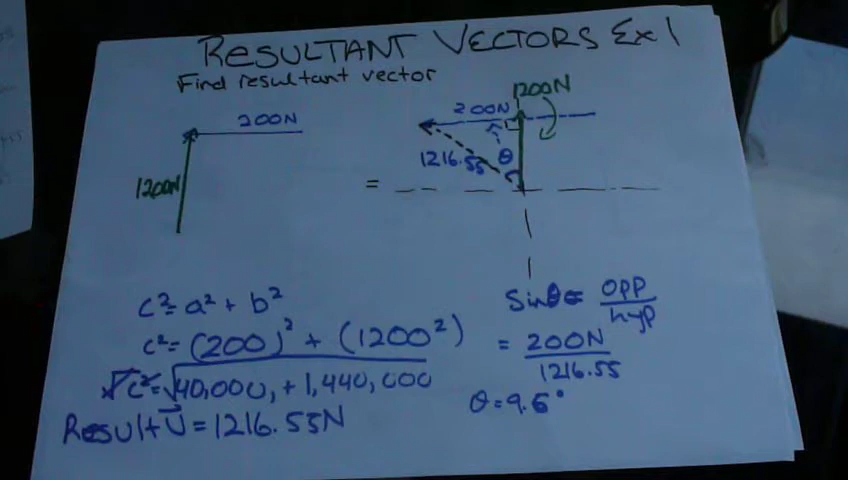 RESULTANT VECTORS Ex 1
Find resultant vector
200N
1200N
=
1200N
200N
1216.55
θ
c²= a² + b²
c²= (200)² + (1200²)
√c²=√40,000, + 1,440,000
Result U⃗ = 1216.55N
Sinθ= opp/hyp
= 200N/1216.55
θ=9.6°